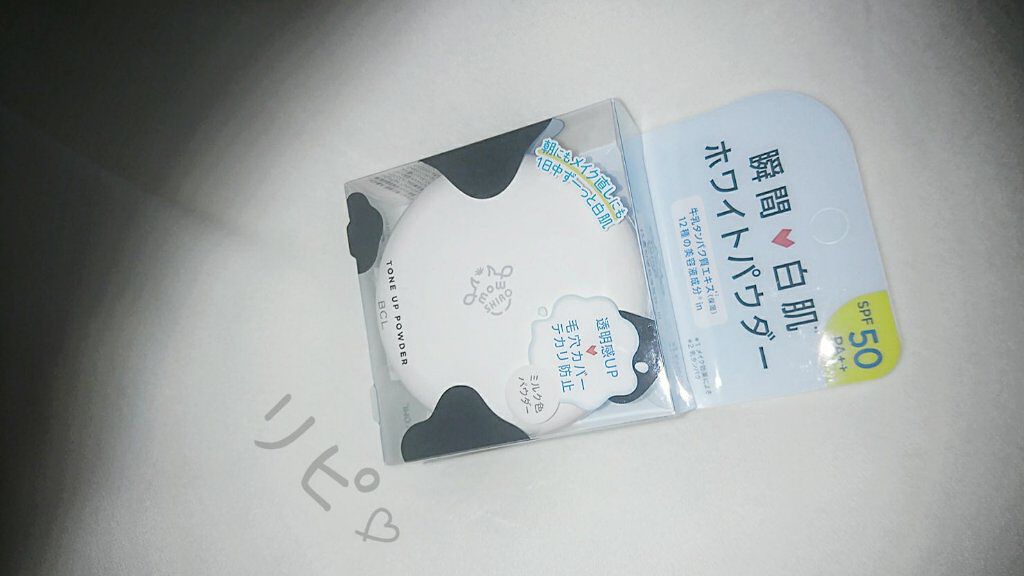 瞬間♥白肌
ホワイトパウダー
牛乳タンパク質エキス(保湿)
12種の美容液成分*in
SPF50
PA++
朝にもメイク直しにも
1日中ずーっと白肌
透明感UP
♥
毛穴カバー
テカリ防止
ミルク色
パウダー
MOMO
SHIRO
TONE UP POWDER
BCL
リピ♡